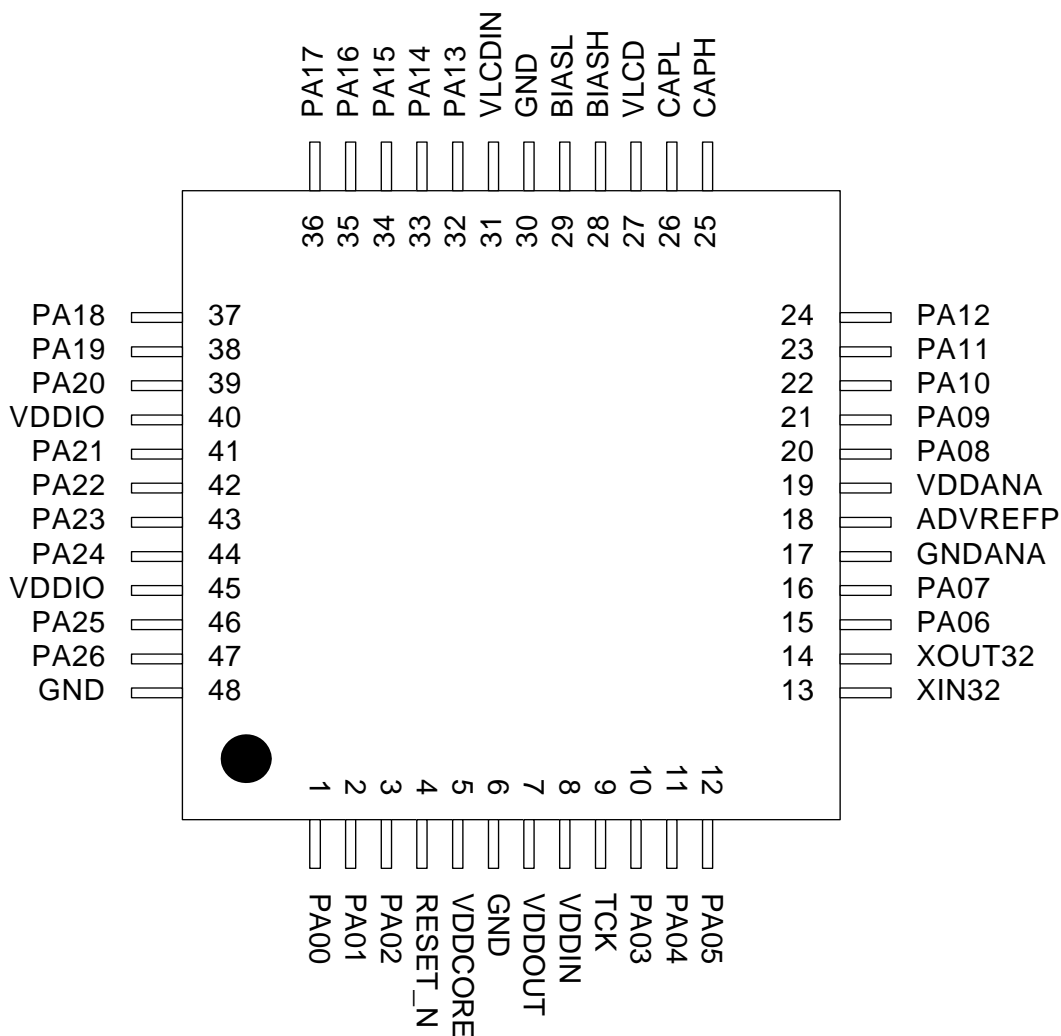 PA17
PA16
PA15
PA14
PA13
VLCDIN
GND
BIASL
BIASH
VLCD
CAPL
CAPH
36
35
34
33
32
31
30
29
28
27
26
25
PA18 37
PA19 38
PA20 39
VDDIO 40
PA21 41
PA22 42
PA23 43
PA24 44
VDDIO 45
PA25 46
PA26 47
GND 48
24 PA12
23 PA11
22 PA10
21 PA09
20 PA08
19 VDDANA
18 ADVREFP
17 GNDANA
16 PA07
15 PA06
14 XOUT32
13 XIN32
1
2
3
4
5
6
7
8
9
10
11
12
PA00
PA01
PA02
RESET_N
VDDCORE
GND
VDDOUT
VDDIN
TCK
PA03
PA04
PA05